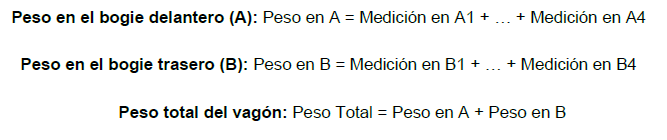 Peso en el bogie delantero (A): Peso en A = Medición en A1 + … + Medición en A4
Peso en el bogie trasero (B): Peso en B = Medición en B1 + … + Medición en B4
Peso total del vagón: Peso Total = Peso en A + Peso en B